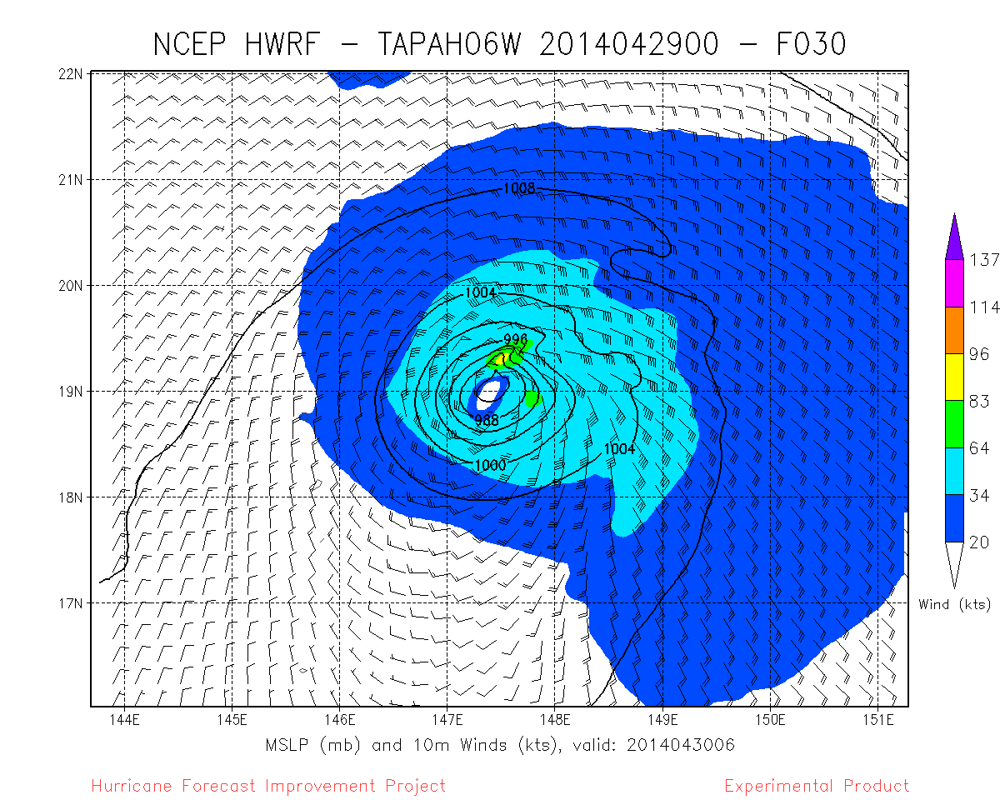 NCEP HWRF – TAPAH06W 2014042900 – F030
22N
21N
20N
19N
18N
17N
1008
1004
996
988
1000
1004
144E 145E 146E 147E 148E 149E 150E 151E
137
114
96
83
64
34
20
Wind (kts)
MSLP (mb) and 10m Winds (kts), valid: 2014043006
Hurricane Forecast Improvement Project
Experimental Product